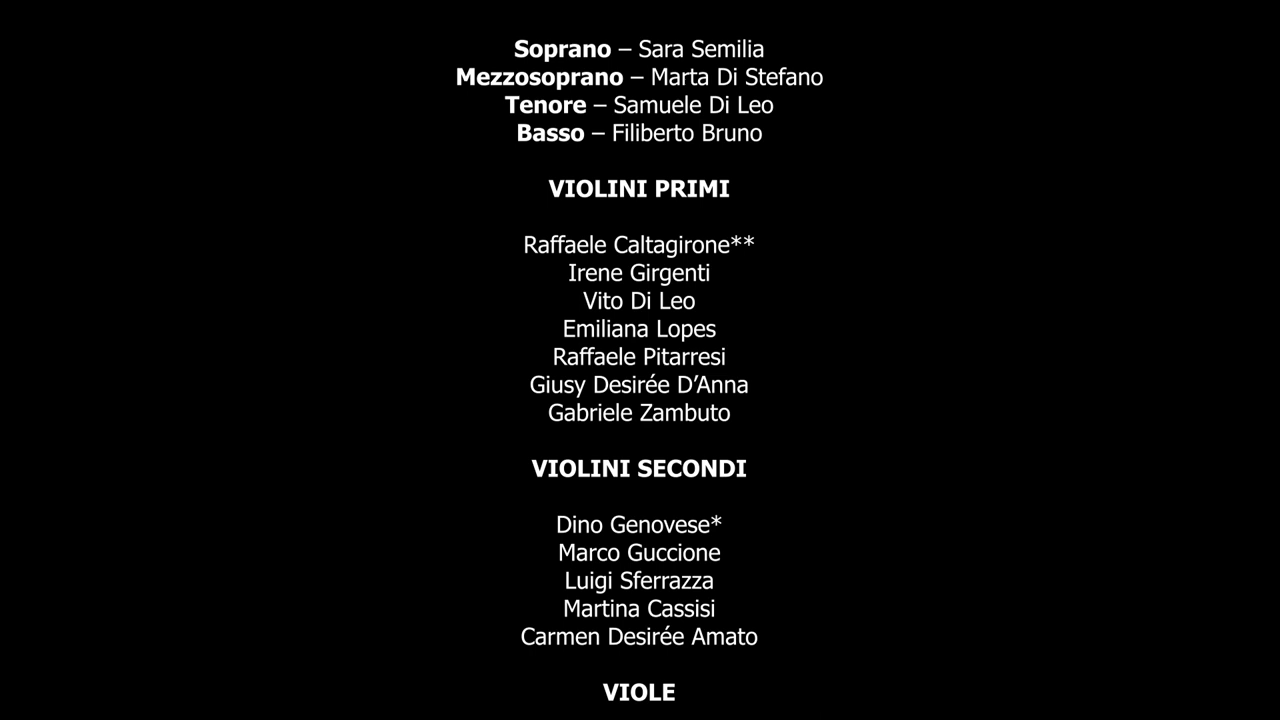 Soprano – Sara Semilia
Mezzosoprano – Marta Di Stefano
Tenore – Samuele Di Leo
Basso – Filiberto Bruno
VIOLINI PRIMI
Raffaele Caltagirone**
Irene Girgenti
Vito Di Leo
Emiliana Lopes
Raffaele Pitarresi
Giusy Desirée D’Anna
Gabriele Zambuto
VIOLINI SECONDI
Dino Genovese*
Marco Guccione
Luigi Sferrazza
Martina Cassisi
Carmen Desirée Amato
VIOLE